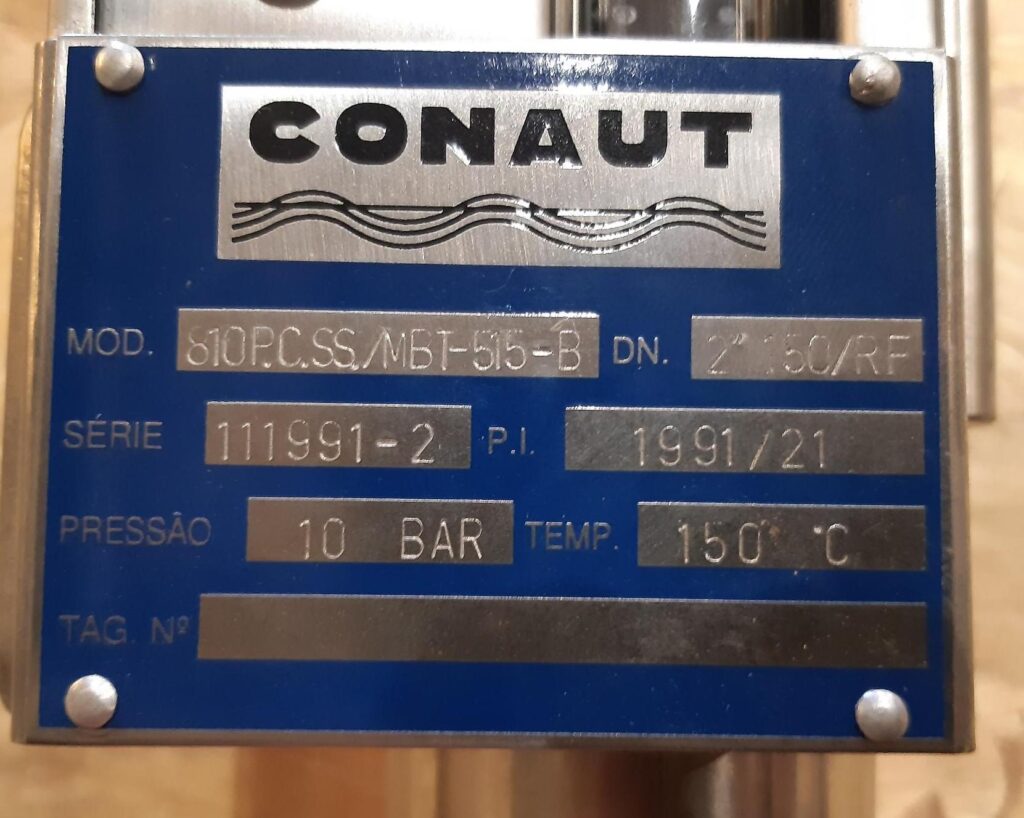 CONAUT
MOD. 810P.C.SS./MBT-515-B DN. 2" 150/RF
SÉRIE 111991-2 P.I. 1991/21
PRESSÃO 10 BAR TEMP. 150° °C
TAG. Nº